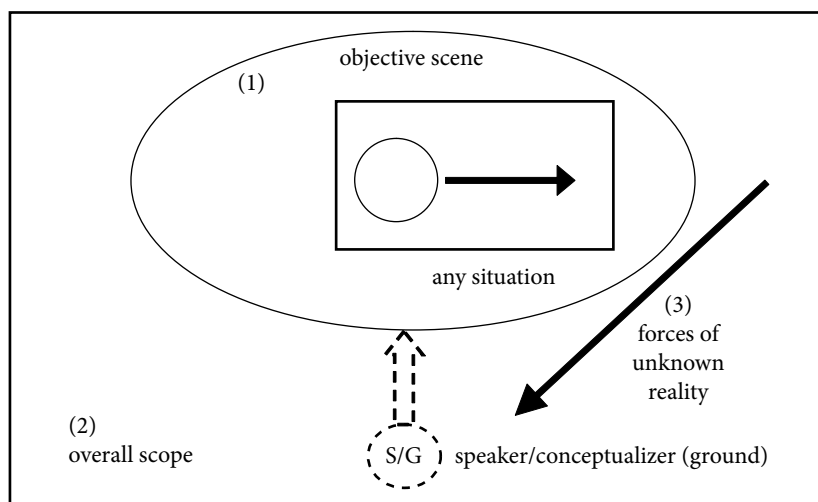 objective scene
(1)
any situation
(3)
forces of
unknown
reality
(2)
overall scope
S/G
speaker/conceptualizer (ground)